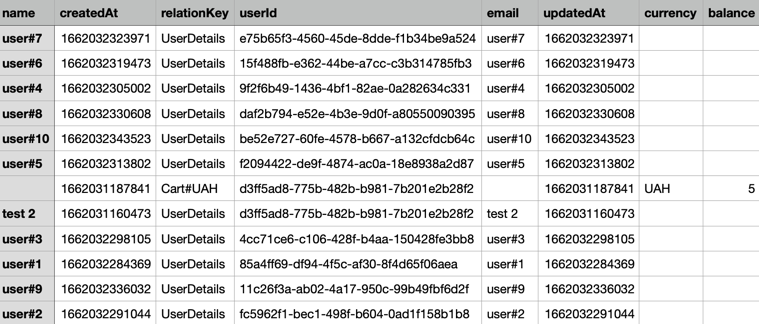 name createdAt relationKey userId email updatedAt currency balance
user#7 1662032323971 UserDetails e75b65f3-4560-45de-8dde-f1b34be9a524 user#7 1662032323971
user#6 1662032319473 UserDetails 15f488fb-e362-44be-a7cc-c3b314785fb3 user#6 1662032319473
user#4 1662032305002 UserDetails 9f2f6b49-1436-4bf1-82ae-0a282634c331 user#4 1662032305002
user#8 1662032330608 UserDetails daf2b794-e52e-4b3e-9d0f-a80550090395 user#8 1662032330608
user#10 1662032343523 UserDetails be52e727-60fe-4578-b667-a132cfdcb64c user#10 1662032343523
user#5 1662032313802 UserDetails f2094422-de9f-4874-ac0a-18e8938a2d87 user#5 1662032313802
1662031187841 Cart#UAH d3ff5ad8-775b-482b-b981-7b201e2b28f2 1662031187841 UAH 5
test 2 1662031160473 UserDetails d3ff5ad8-775b-482b-b981-7b201e2b28f2 test 2 1662031160473
user#3 1662032298105 UserDetails 4cc71ce6-c106-428f-b4aa-150428fe3bb8 user#3 1662032298105
user#1 1662032284369 UserDetails 85a4ff69-df94-4f5c-af30-8f4d65f06aea user#1 1662032284369
user#9 1662032336032 UserDetails 11c26f3a-ab02-4a17-950c-99b49fbf6d2f user#9 1662032336032
user#2 1662032291044 UserDetails fc5962f1-bec1-498f-b604-0ad1f158b1b8 user#2 1662032291044